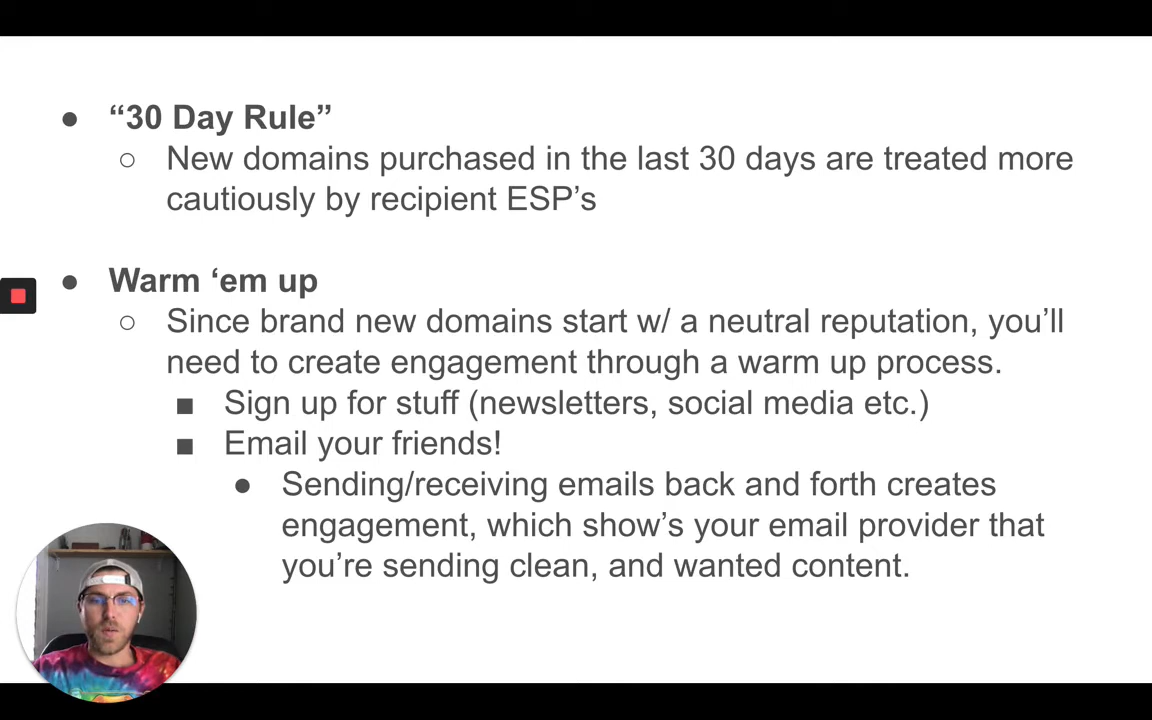 ● “30 Day Rule”
○ New domains purchased in the last 30 days are treated more
cautiously by recipient ESP’s
● Warm ‘em up
○ Since brand new domains start w/ a neutral reputation, you’ll
need to create engagement through a warm up process.
■ Sign up for stuff (newsletters, social media etc.)
■ Email your friends!
● Sending/receiving emails back and forth creates
engagement, which show’s your email provider that
you’re sending clean, and wanted content.